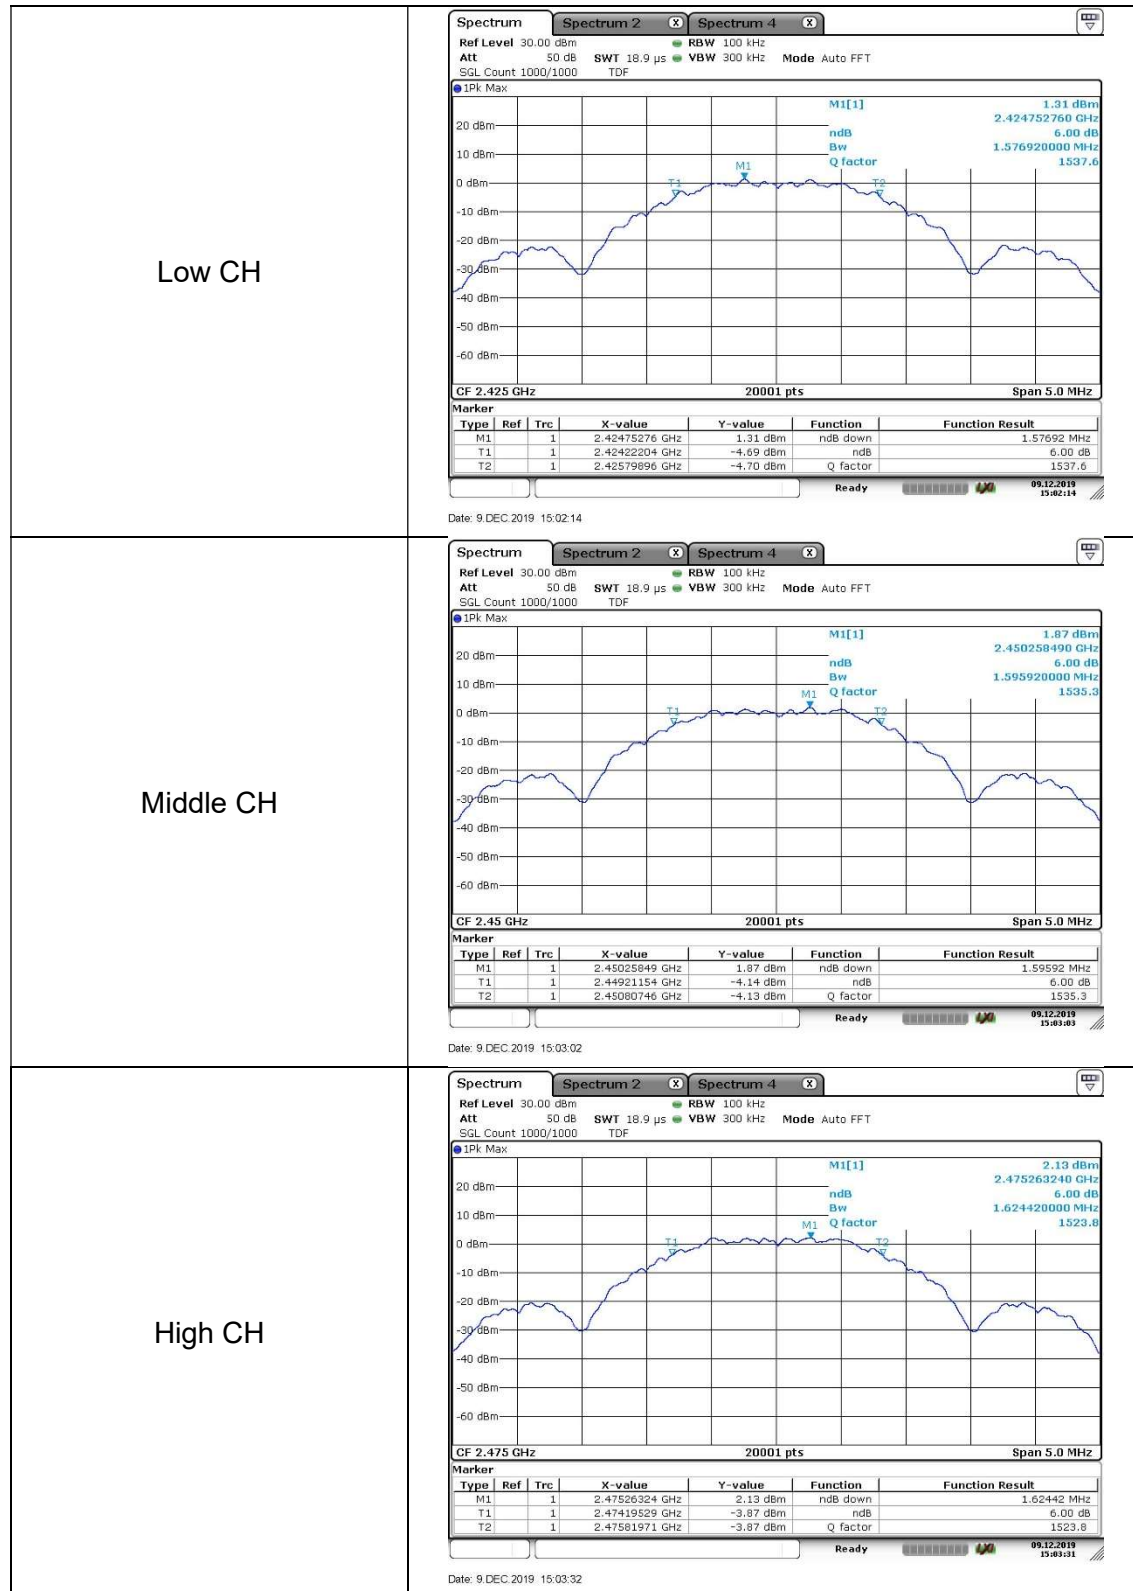 Low CH
Spectrum Spectrum 2 X Spectrum 4 X
Ref Level 30.00 dBm RBW 100 kHz
Att 50 dB SWT 18.9 µs VBW 300 kHz Mode Auto FFT
SGL Count 1000/1000 TDF
1Pk Max
M1[1] 1.31 dBm
2.424752760 GHz
20 dBm
ndB 6.00 dB
10 dBm
Bw 1.576920000 MHz
M1 Q factor 1537.6
0 dBm T1 T2
-10 dBm
-20 dBm
-30 dBm
-40 dBm
-50 dBm
-60 dBm
CF 2.425 GHz 20001 pts Span 5.0 MHz
Marker
Type Ref Trc X-value Y-value Function Function Result
M1 1 2.42475276 GHz 1.31 dBm ndB down 1.57692 MHz
T1 1 2.42422204 GHz -4.69 dBm ndB 6.00 dB
T2 1 2.42579896 GHz -4.70 dBm Q factor 1537.6
Ready LXI 09.12.2019
15:02:14
Date: 9.DEC.2019 15:02:14
Middle CH
Spectrum Spectrum 2 X Spectrum 4 X
Ref Level 30.00 dBm RBW 100 kHz
Att 50 dB SWT 18.9 µs VBW 300 kHz Mode Auto FFT
SGL Count 1000/1000 TDF
1Pk Max
M1[1] 1.87 dBm
2.450258490 GHz
20 dBm
ndB 6.00 dB
10 dBm
Bw 1.595920000 MHz
M1 Q factor 1535.3
0 dBm T1 T2
-10 dBm
-20 dBm
-30 dBm
-40 dBm
-50 dBm
-60 dBm
CF 2.45 GHz 20001 pts Span 5.0 MHz
Marker
Type Ref Trc X-value Y-value Function Function Result
M1 1 2.45025849 GHz 1.87 dBm ndB down 1.59592 MHz
T1 1 2.44921154 GHz -4.14 dBm ndB 6.00 dB
T2 1 2.45080746 GHz -4.13 dBm Q factor 1535.3
Ready LXI 09.12.2019
15:03:03
Date: 9.DEC.2019 15:03:02
High CH
Spectrum Spectrum 2 X Spectrum 4 X
Ref Level 30.00 dBm RBW 100 kHz
Att 50 dB SWT 18.9 µs VBW 300 kHz Mode Auto FFT
SGL Count 1000/1000 TDF
1Pk Max
M1[1] 2.13 dBm
2.475263240 GHz
20 dBm
ndB 6.00 dB
10 dBm
Bw 1.624420000 MHz
M1 Q factor 1523.8
0 dBm T1 T2
-10 dBm
-20 dBm
-30 dBm
-40 dBm
-50 dBm
-60 dBm
CF 2.475 GHz 20001 pts Span 5.0 MHz
Marker
Type Ref Trc X-value Y-value Function Function Result
M1 1 2.47526324 GHz 2.13 dBm ndB down 1.62442 MHz
T1 1 2.47419529 GHz -3.87 dBm ndB 6.00 dB
T2 1 2.47581971 GHz -3.87 dBm Q factor 1523.8
Ready LXI 09.12.2019
15:03:31
Date: 9.DEC.2019 15:03:32